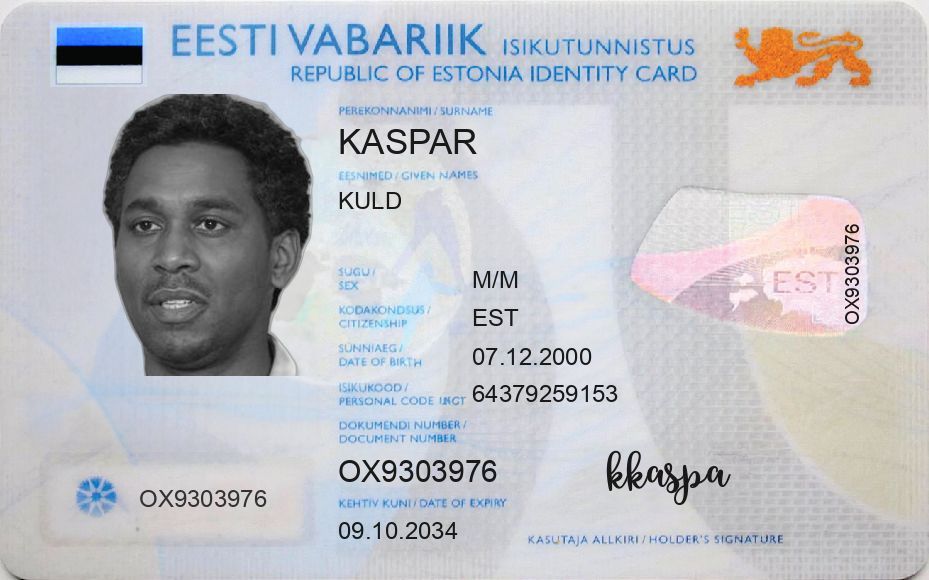 EESTI VABARIIK ISIKUTUNNISTUS
REPUBLIC OF ESTONIA IDENTITY CARD
PEREKONNANIMI / SURNAME
KASPAR
EESNIMED / GIVEN NAMES
KULD
SUGU /
SEX
M/M
KODAKONDSUS /
CITIZENSHIP
EST
SÜNNIAEG /
DATE OF BIRTH
07.12.2000
ISIKUKOOD /
PERSONAL CODE
64379259153
DOKUMENDI NUMBER /
DOCUMENT NUMBER
OX9303976
KEHTIV KUNI / DATE OF EXPIRY
09.10.2034
OX9303976
EST
OX9303976
kkaspa
KASUTAJA ALLKIRI / HOLDER'S SIGNATURE